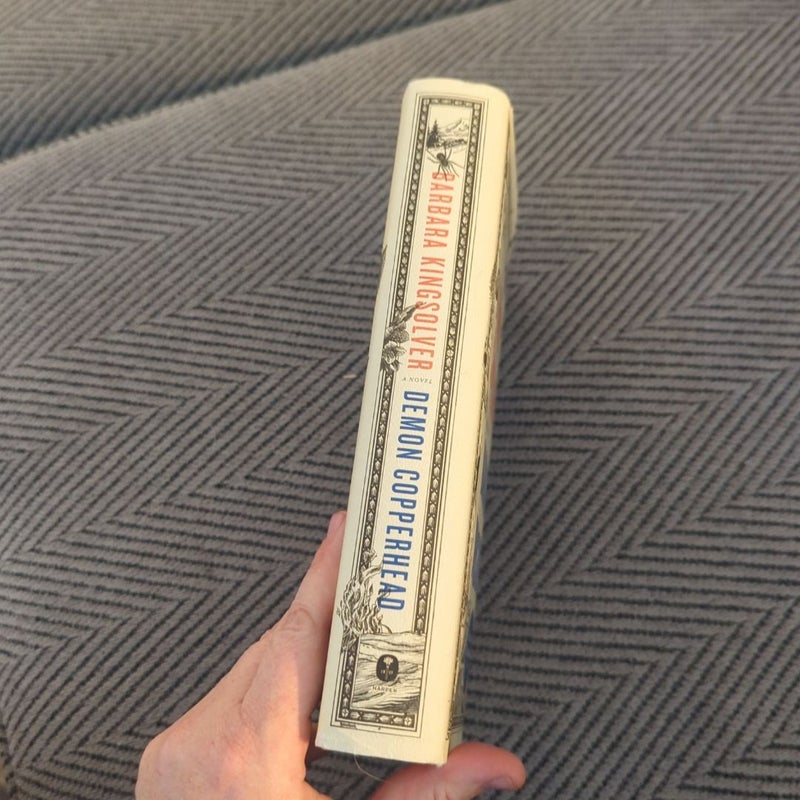 BARBARA KINGSOLVER
A NOVEL
DEMON COPPERHEAD
HARPER